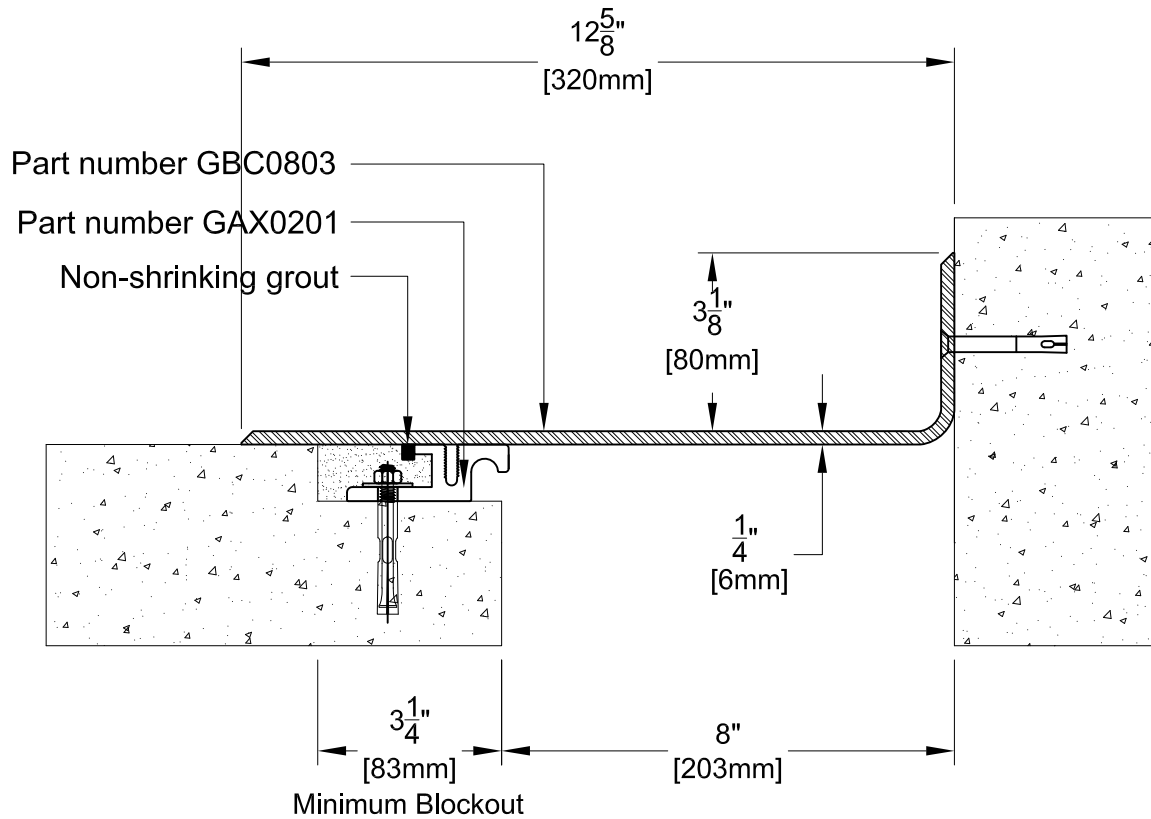 12 5/8"
[320mm]
Part number GBC0803
Part number GAX0201
Non-shrinking grout
3 1/8"
[80mm]
1/4"
[6mm]
3 1/4"
[83mm]
Minimum Blockout
8"
[203mm]